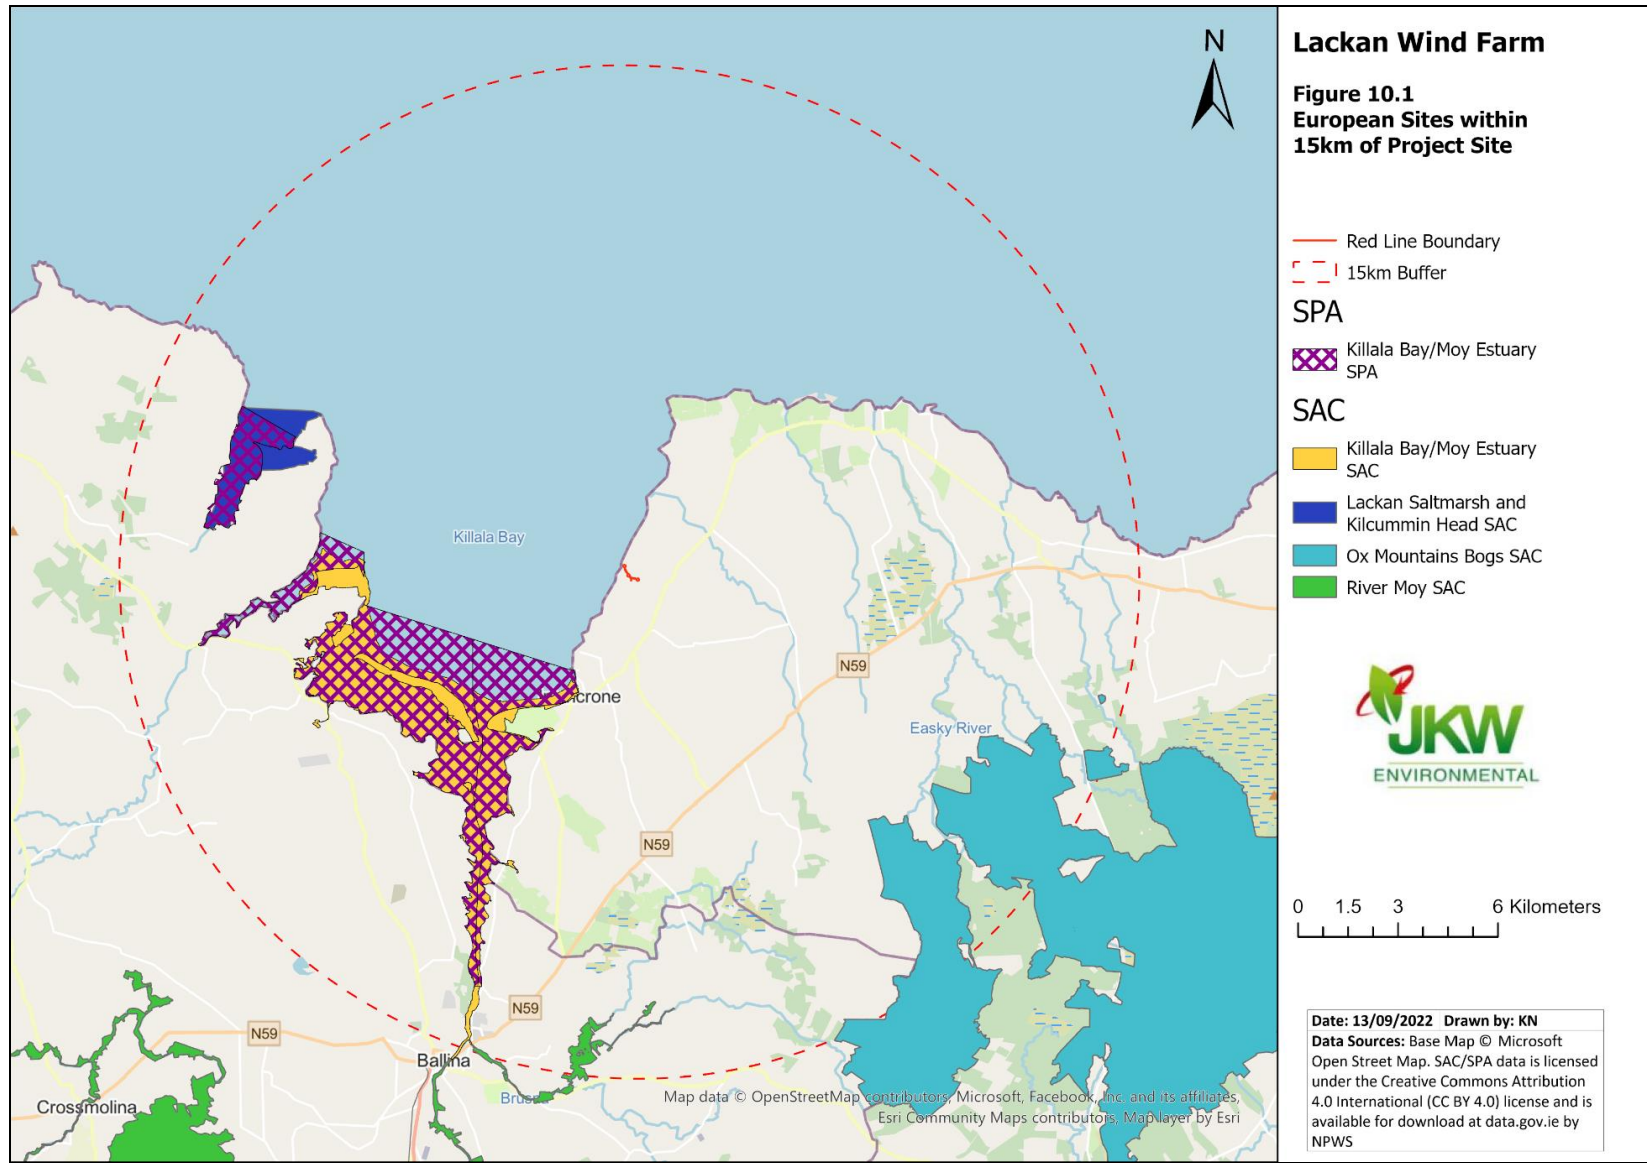 N
Killala Bay
N59
crone
Easky River
N59
N59
N59
Ballina
Crossmolina
Map data © OpenStreetMap contributors, Microsoft, Facebook, Inc. and its affiliates,
Esri Community Maps contributors, Map layer by Esri
Lackan Wind Farm
Figure 10.1
European Sites within
15km of Project Site
Red Line Boundary
15km Buffer
SPA
Killala Bay/Moy Estuary
SPA
SAC
Killala Bay/Moy Estuary
SAC
Lackan Saltmarsh and
Kilcummin Head SAC
Ox Mountains Bogs SAC
River Moy SAC
JKW
ENVIRONMENTAL
0 1.5 3 6 Kilometers
Date: 13/09/2022 Drawn by: KN
Data Sources: Base Map © Microsoft
Open Street Map. SAC/SPA data is licensed
under the Creative Commons Attribution
4.0 International (CC BY 4.0) license and is
available for download at data.gov.ie by
NPWS